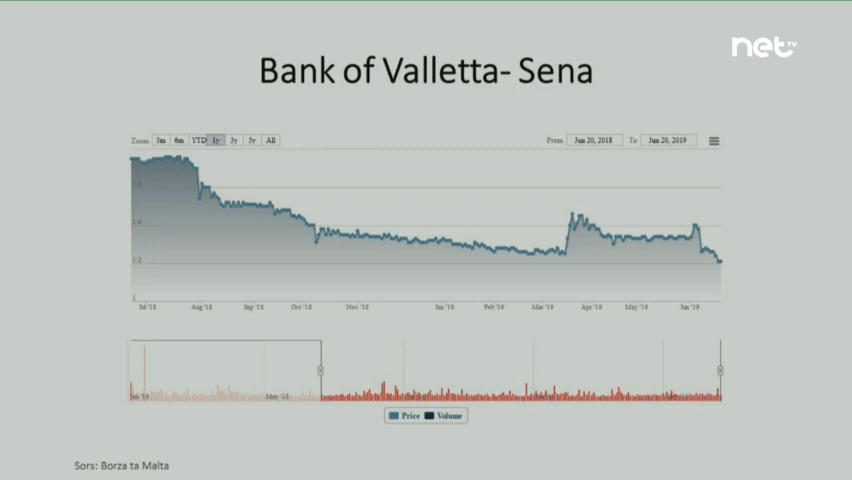 net TV
Bank of Valletta- Sena
Zoom 3m 6m YTD 1y 3y 5y All From Jun 20, 2018 To Jun 20, 2019
1.4
1.2
1
Jul '18 Aug '18 Sep '18 Oct '18 Nov '18 Jan '19 Feb '19 Mar '19 Apr '19 May '19 Jun '19
May '18
Price Volume
Sors: Borza ta Malta